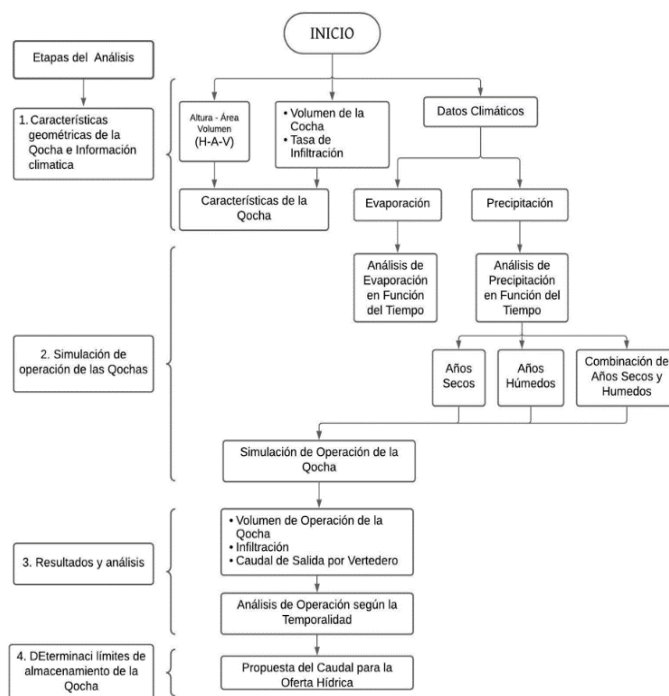 INICIO
Etapas del Análisis
1. Características
geométricas de la
Qocha e Información
climatica
Altura - Área
Volumen
(H-A-V)
• Volumen de la
Cocha
• Tasa de
Infiltración
Datos Climáticos
Características de la
Qocha
Evaporación
Precipitación
Análisis de
Evaporación
en Función
del Tiempo
Análisis de
Precipitación
en Función del
Tiempo
2. Simulación de
operación de las Qochas
Años
Secos
Años
Húmedos
Combinación de
Años Secos y
Humedos
Simulación de Operación de la
Qocha
3. Resultados y análisis
• Volumen de Operación de la
Qocha
• Infiltración
• Caudal de Salida por Vertedero
Análisis de Operación según la
Temporalidad
4. DEterminaci límites de
almacenamiento de la
Qocha
Propuesta del Caudal para la
Oferta Hídrica